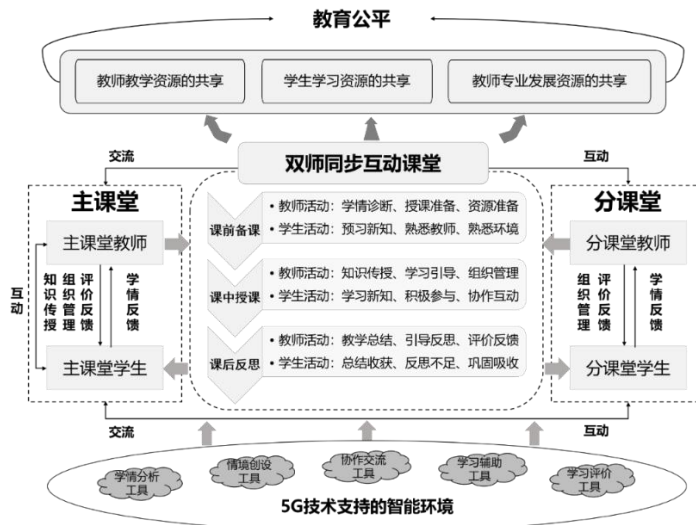 教育公平
教师教学资源的共享
学生学习资源的共享
教师专业发展资源的共享
交流
双师同步互动课堂
互动
主课堂
主课堂教师
互动
知识传授
组织管理
评价反馈
学情反馈
主课堂学生
课前备课
• 教师活动：学情诊断、授课准备、资源准备
• 学生活动：预习新知、熟悉教师、熟悉环境
课中授课
• 教师活动：知识传授、学习引导、组织管理
• 学生活动：学习新知、积极参与、协作互动
课后反思
• 教师活动：教学总结、引导反思、评价反馈
• 学生活动：总结收获、反思不足、巩固吸收
分课堂
分课堂教师
组织管理
评价反馈
学情反馈
分课堂学生
交流
互动
学情分析
工具
情境创设
工具
协作交流
工具
学习辅助
工具
学习评价
工具
5G技术支持的智能环境